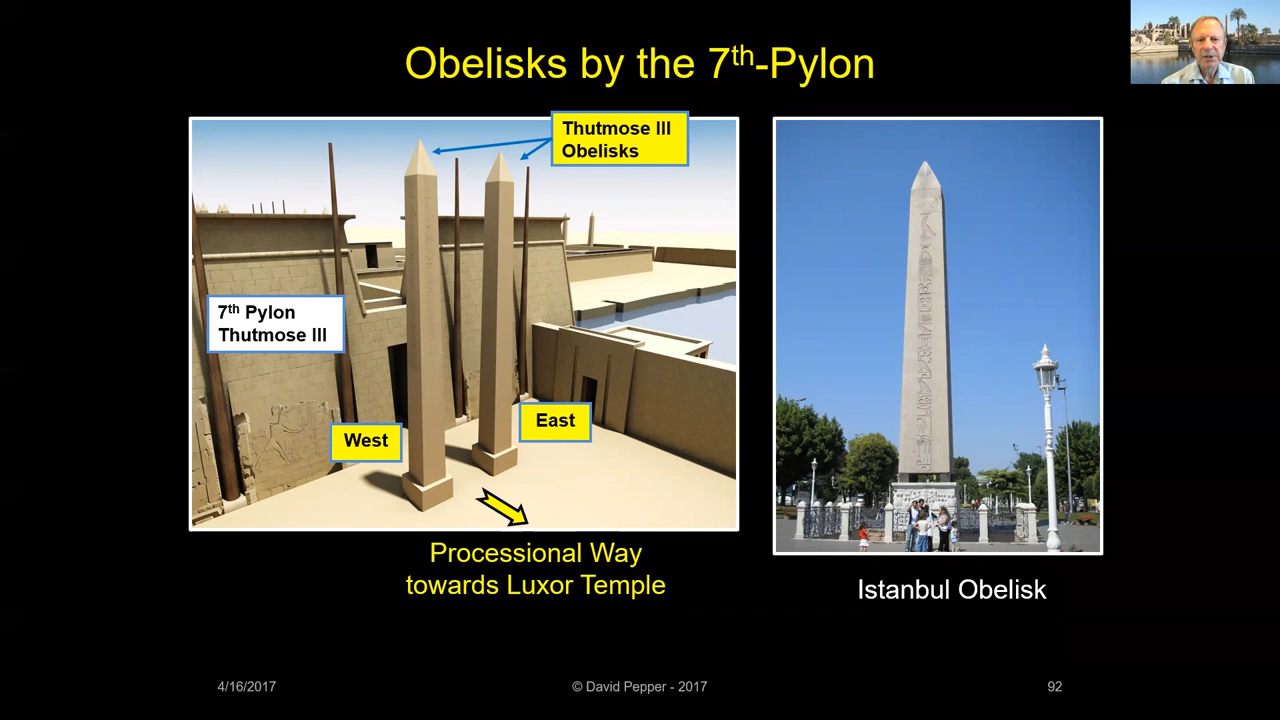 Obelisks by the 7th-Pylon
Thutmose III
Obelisks
7th Pylon
Thutmose III
West
East
Processional Way
towards Luxor Temple
Istanbul Obelisk
4/16/2017
© David Pepper - 2017
92